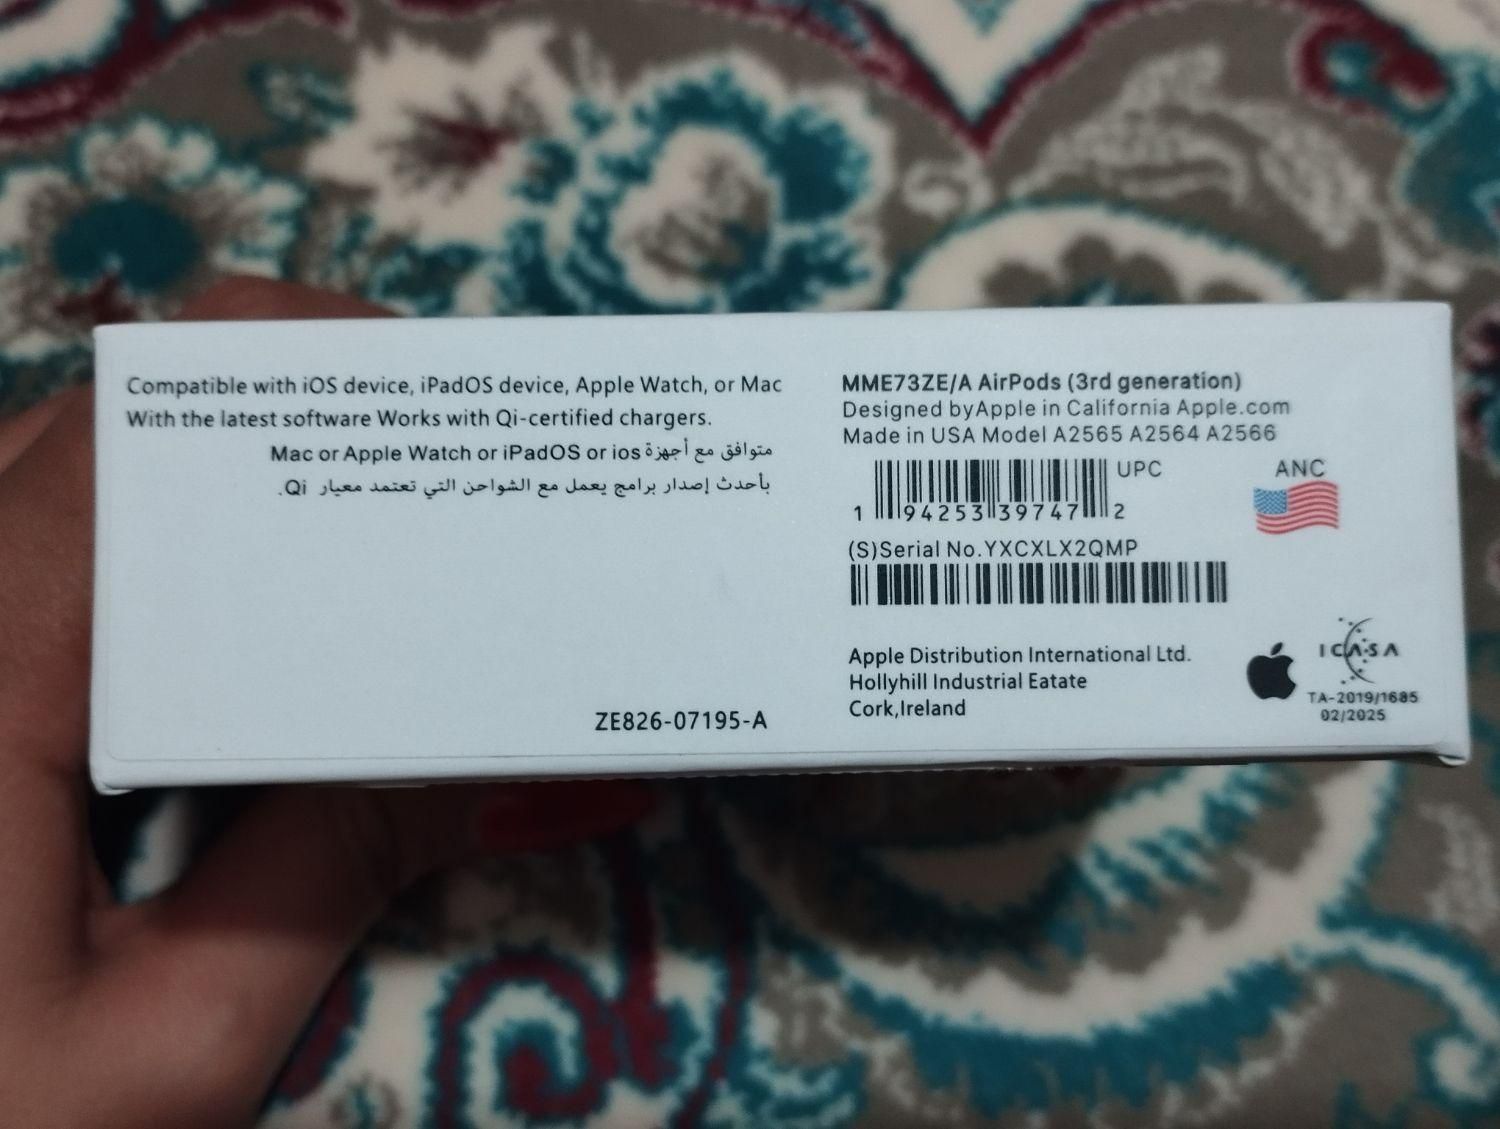 Compatible with iOS device, iPadOS device, Apple Watch, or Mac
With the latest software Works with Qi-certified chargers.
متوافق مع أجهزة Mac or Apple Watch or iPadOS or ios
بأحدث إصدار برامج يعمل مع الشواحن التي تعتمد معيار Qi.
ZE826-07195-A
MME73ZE/A AirPods (3rd generation)
Designed byApple in California Apple.com
Made in USA Model A2565 A2564 A2566
UPC
ANC
1 94253 39747 2
(S)Serial No.YXCXLX2QMP
Apple Distribution International Ltd.
Hollyhill Industrial Eatate
Cork,Ireland
ICASA
TA-2019/1685
02/2025